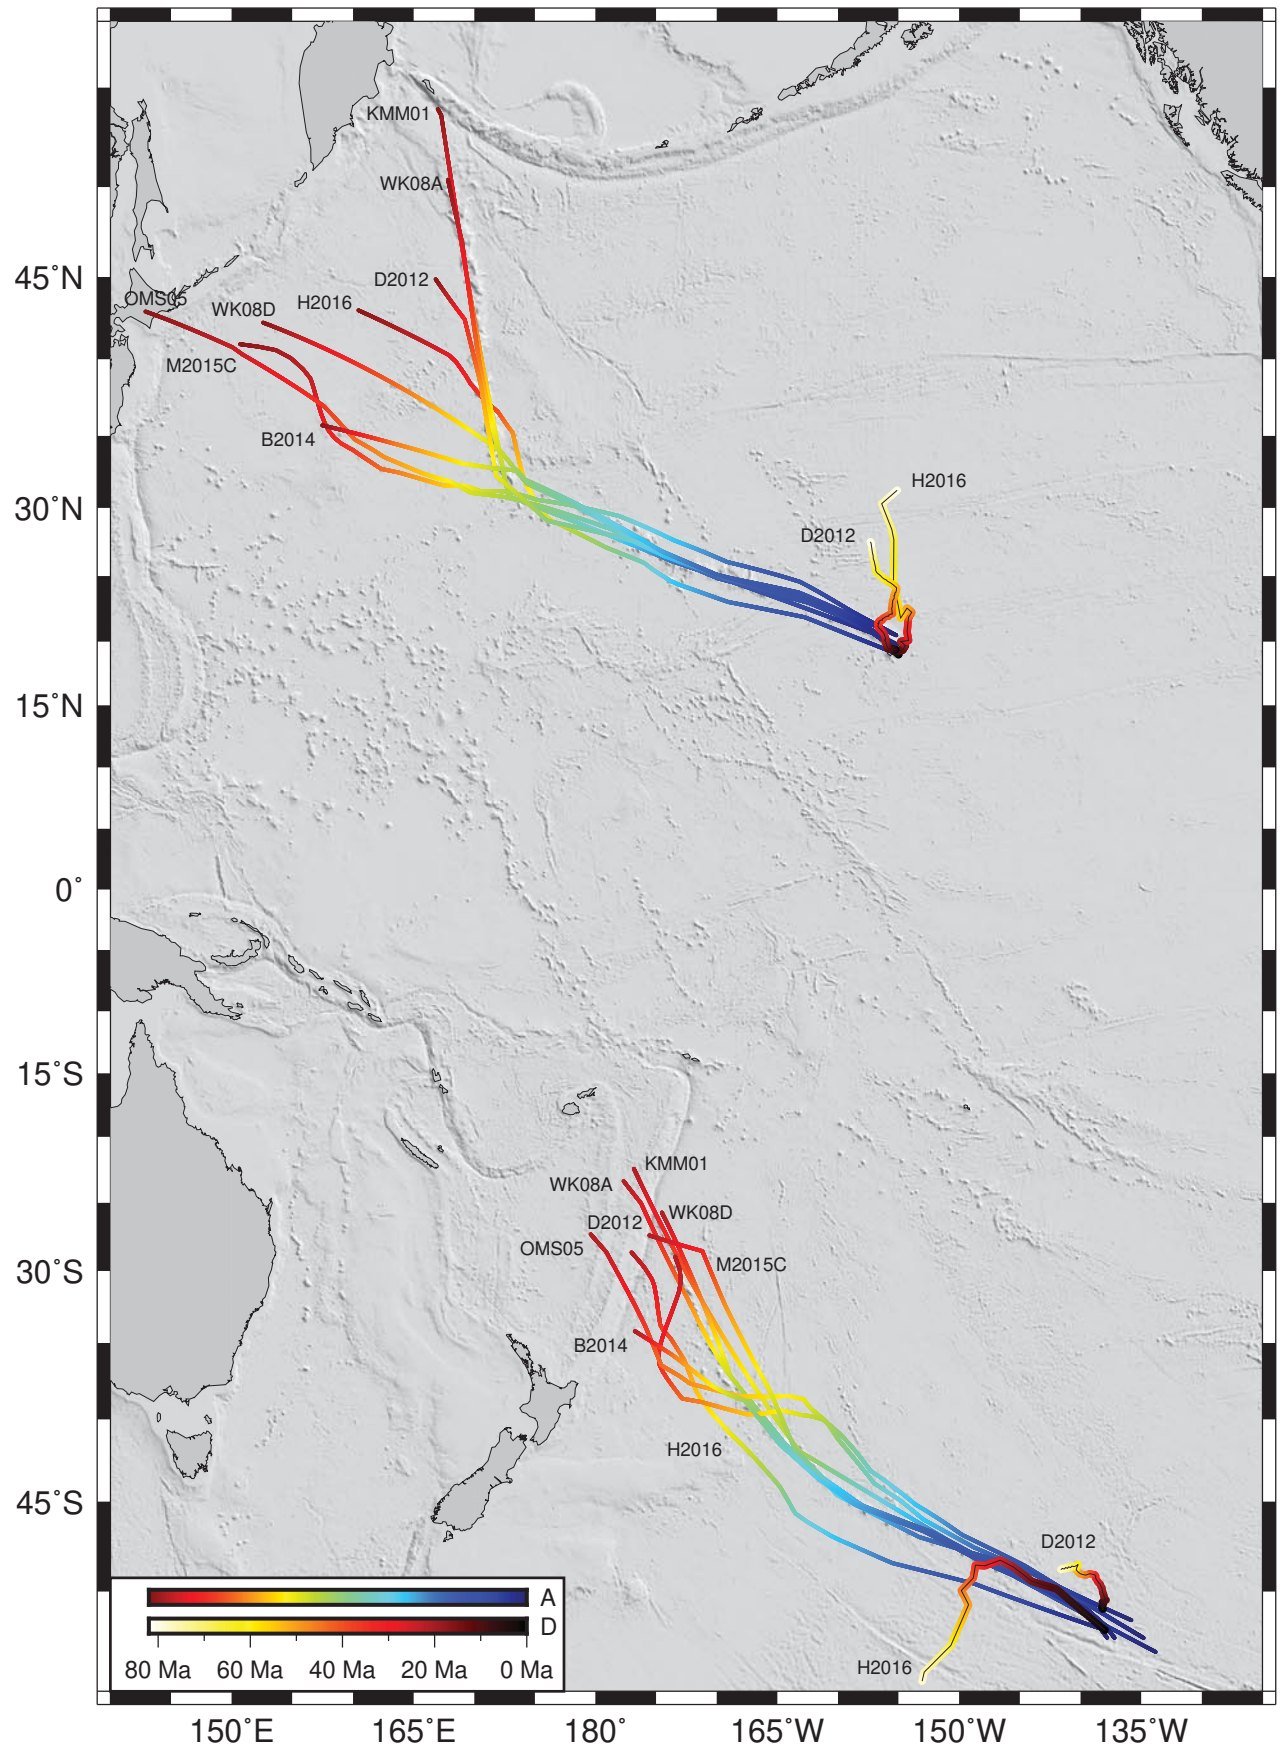 KMM01
WK08A
45˚N
D2012
OMS05
WK08D
H2016
M2015C
B2014
H2016
30˚N
D2012
15˚N
0˚
15˚S
KMM01
WK08A
WK08D
D2012
OMS05
M2015C
30˚S
B2014
H2016
45˚S
D2012
A
D
H2016
80 Ma 60 Ma 40 Ma 20 Ma 0 Ma
150˚E 165˚E 180˚ 165˚W 150˚W 135˚W